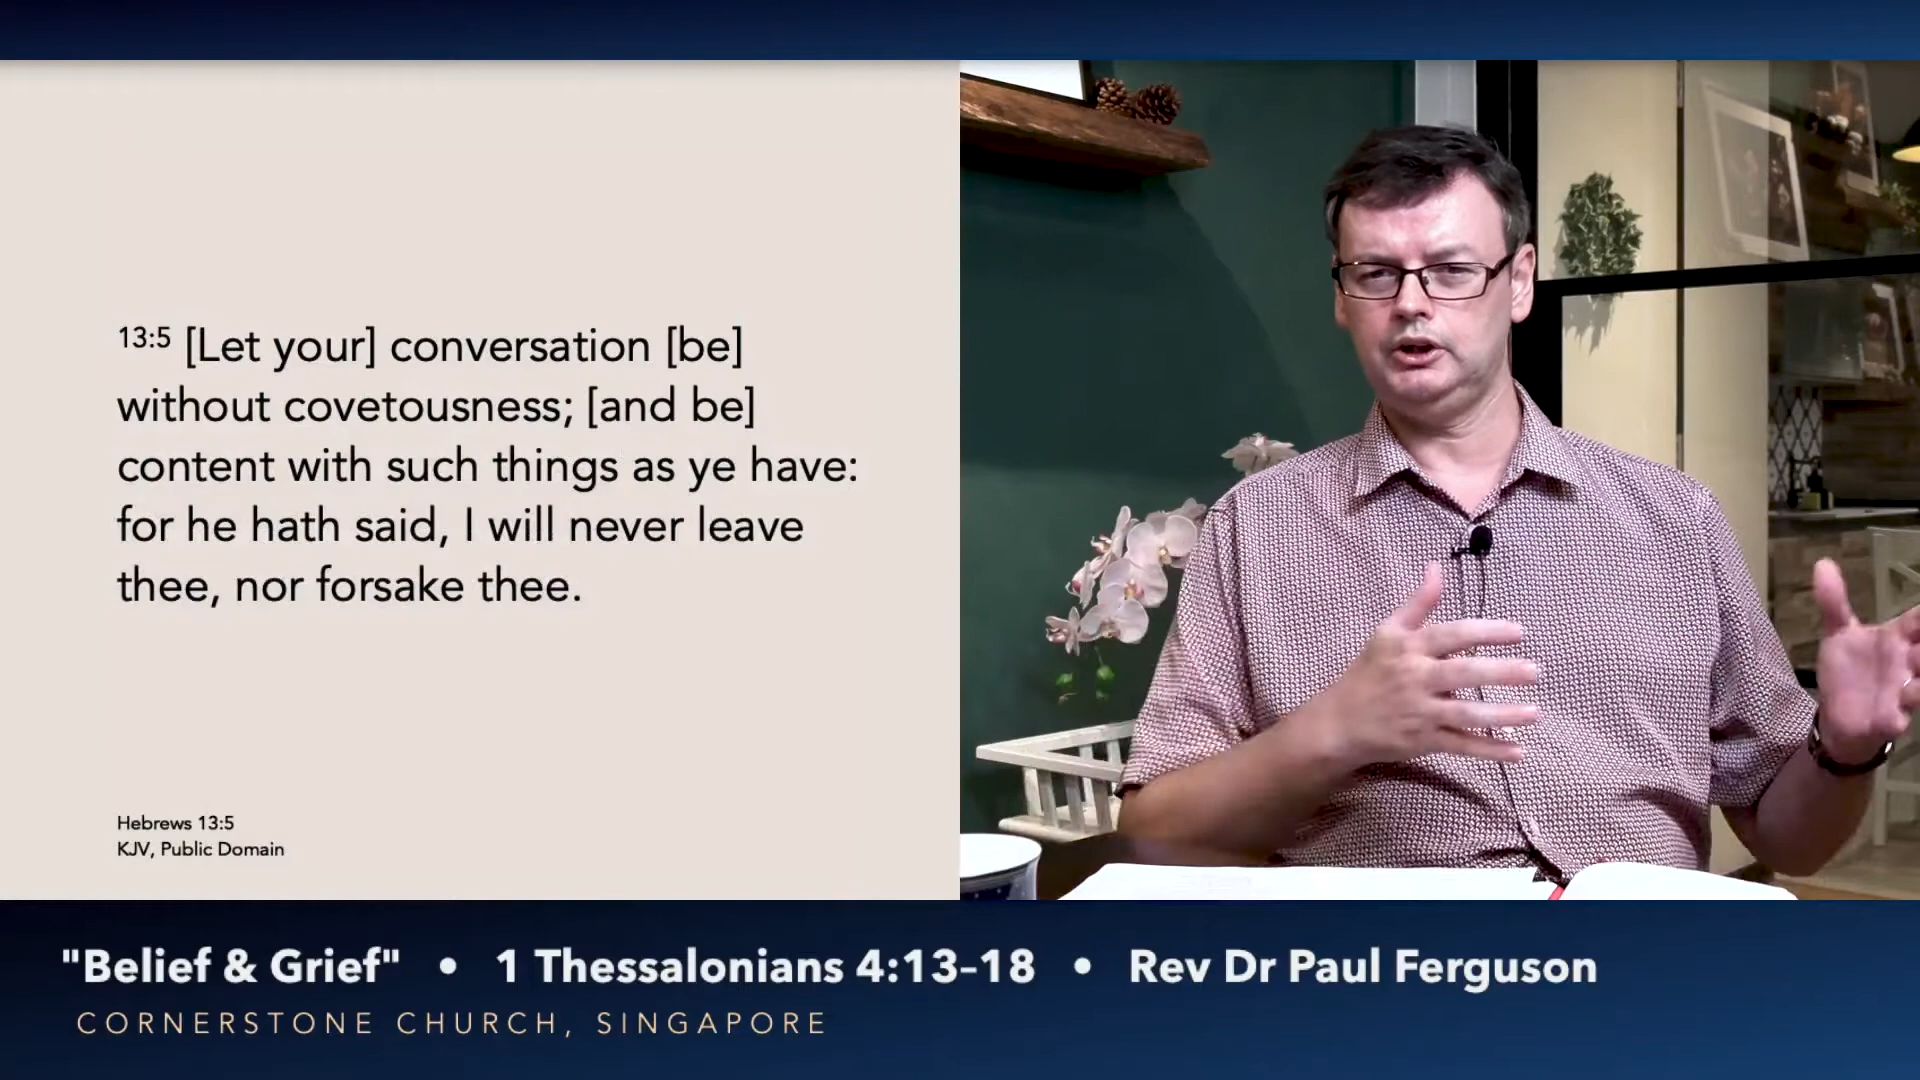 13:5 [Let your] conversation [be]
without covetousness; [and be]
content with such things as ye have:
for he hath said, I will never leave
thee, nor forsake thee.
Hebrews 13:5
KJV, Public Domain
"Belief & Grief" • 1 Thessalonians 4:13–18 • Rev Dr Paul Ferguson
CORNERSTONE CHURCH, SINGAPORE